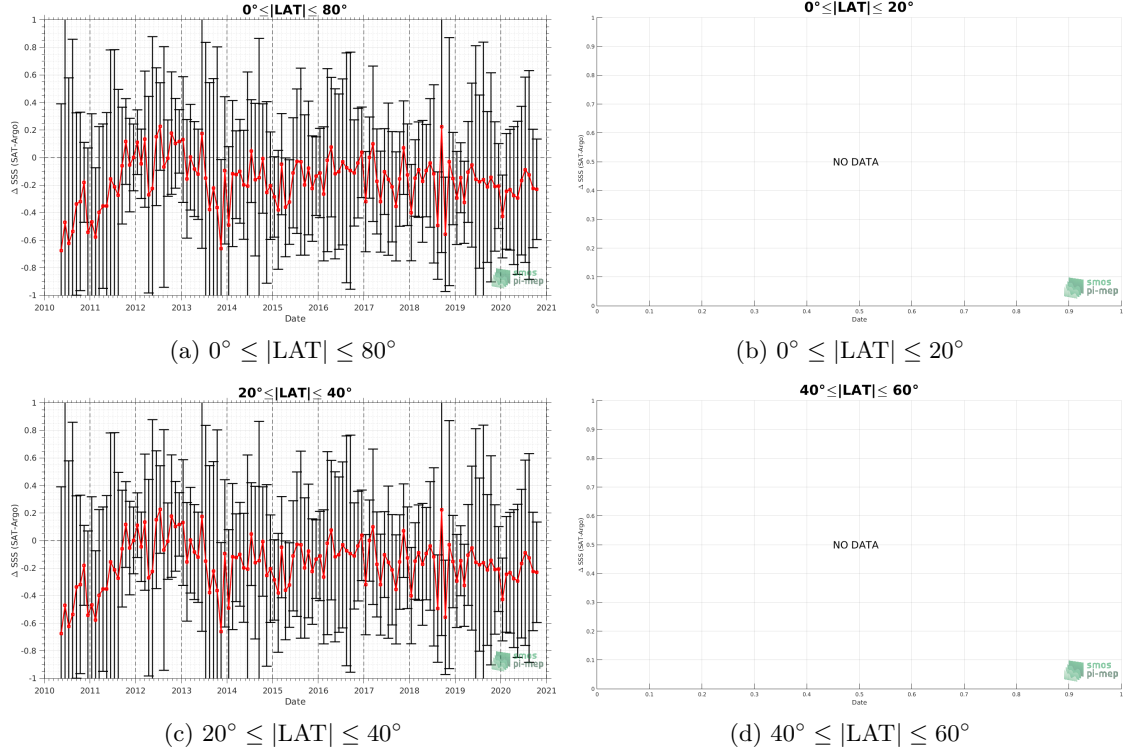 0°≤|LAT|≤ 80°
Δ SSS (SAT-Argo)
1
0.8
0.6
0.4
0.2
0
-0.2
-0.4
-0.6
-0.8
-1
2010 2011 2012 2013 2014 2015 2016 2017 2018 2019 2020 2021
Date
smos
pi-mep
(a) 0° ≤ |LAT| ≤ 80°
0°≤|LAT|≤ 20°
Δ SSS (SAT-Argo)
1
0.9
0.8
0.7
0.6
0.5
0.4
0.3
0.2
0.1
0
NO DATA
0 0.1 0.2 0.3 0.4 0.5 0.6 0.7 0.8 0.9 1
Date
smos
pi-mep
(b) 0° ≤ |LAT| ≤ 20°
20°≤|LAT|≤ 40°
Δ SSS (SAT-Argo)
1
0.8
0.6
0.4
0.2
0
-0.2
-0.4
-0.6
-0.8
-1
2010 2011 2012 2013 2014 2015 2016 2017 2018 2019 2020 2021
Date
smos
pi-mep
(c) 20° ≤ |LAT| ≤ 40°
40°≤|LAT|≤ 60°
Δ SSS (SAT-Argo)
1
0.9
0.8
0.7
0.6
0.5
0.4
0.3
0.2
0.1
0
NO DATA
0 0.1 0.2 0.3 0.4 0.5 0.6 0.7 0.8 0.9 1
Date
smos
pi-mep
(d) 40° ≤ |LAT| ≤ 60°